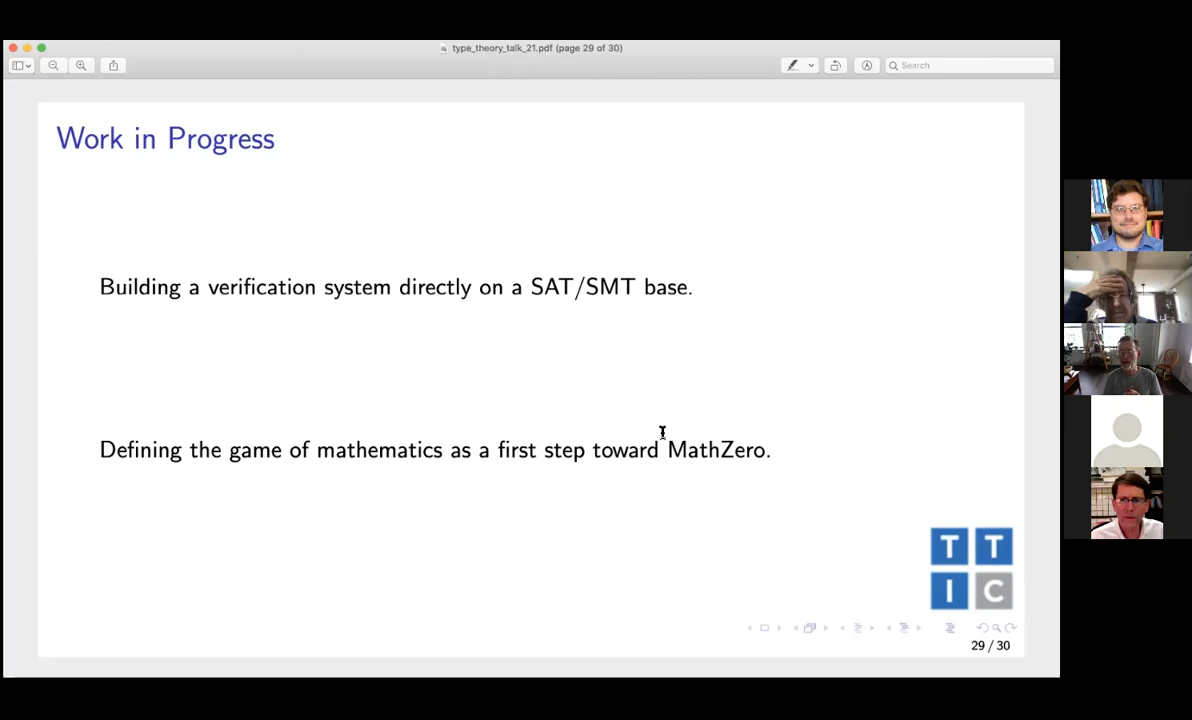 type_theory_talk_21.pdf (page 29 of 30)
Search
Work in Progress
Building a verification system directly on a SAT/SMT base.
Defining the game of mathematics as a first step toward MathZero.
T T
I C
29 / 30